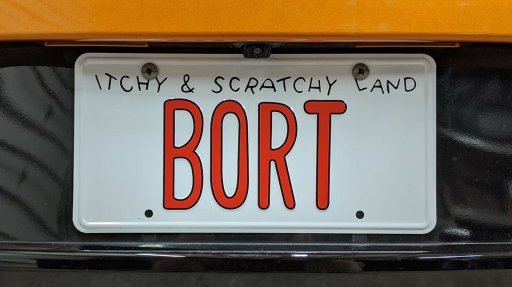 ITCHY & SCRATCHY LAND
BORT